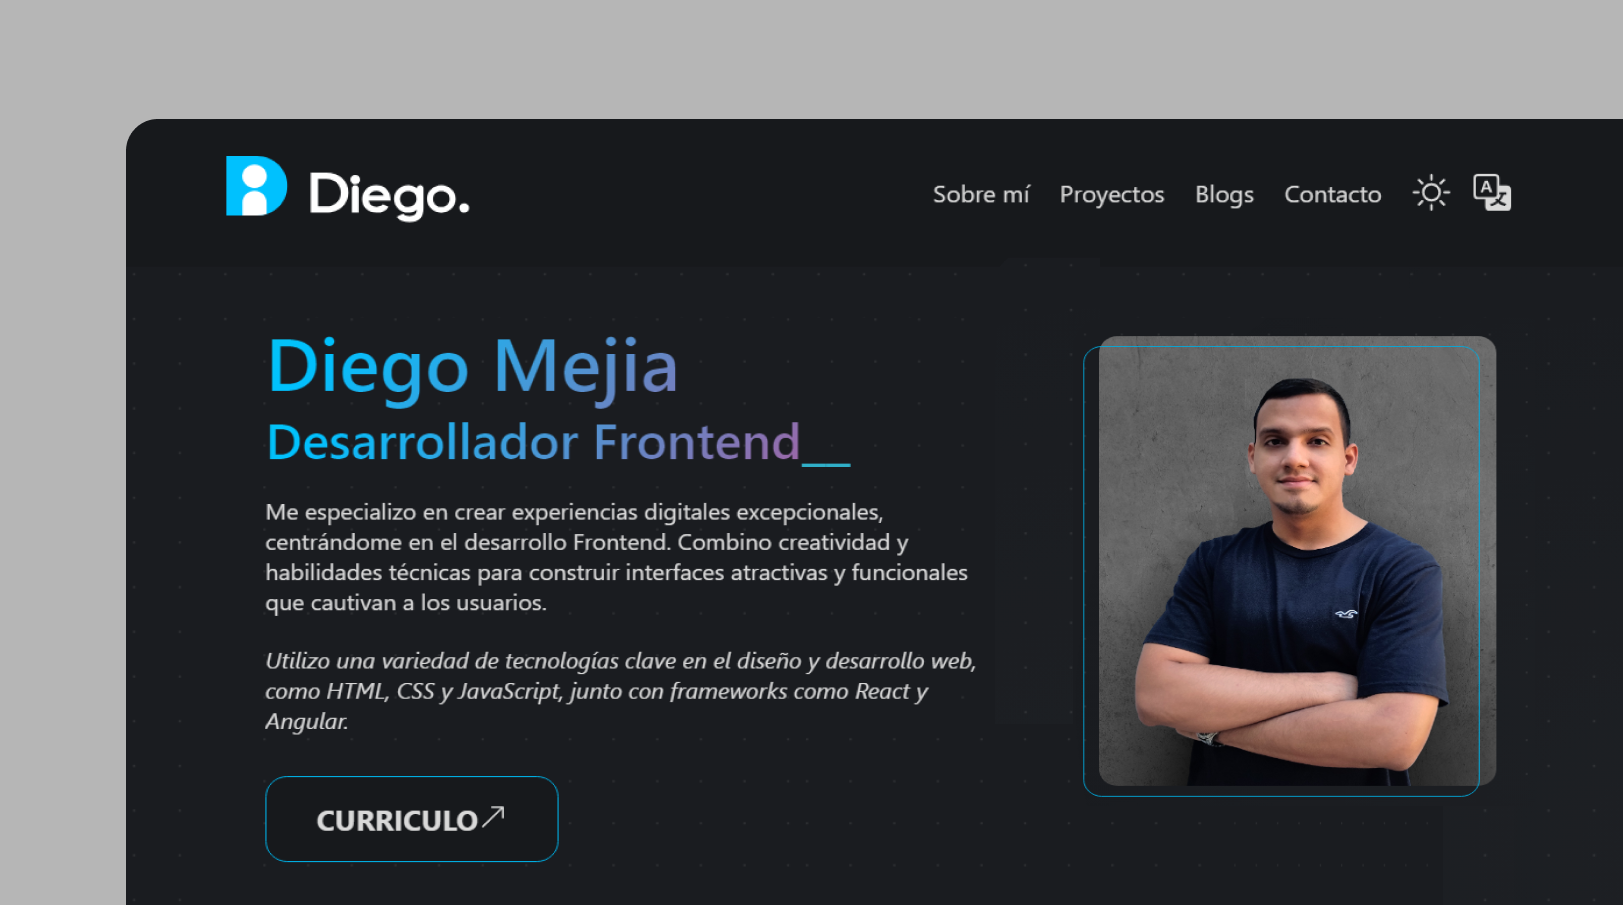 Diego.
Sobre mí Proyectos Blogs Contacto
A 文
Diego Mejia
Desarrollador Frontend__
Me especializo en crear experiencias digitales excepcionales,
centrándome en el desarrollo Frontend. Combino creatividad y
habilidades técnicas para construir interfaces atractivas y funcionales
que cautivan a los usuarios.
Utilizo una variedad de tecnologías clave en el diseño y desarrollo web,
como HTML, CSS y JavaScript, junto con frameworks como React y
Angular.
CURRICULO